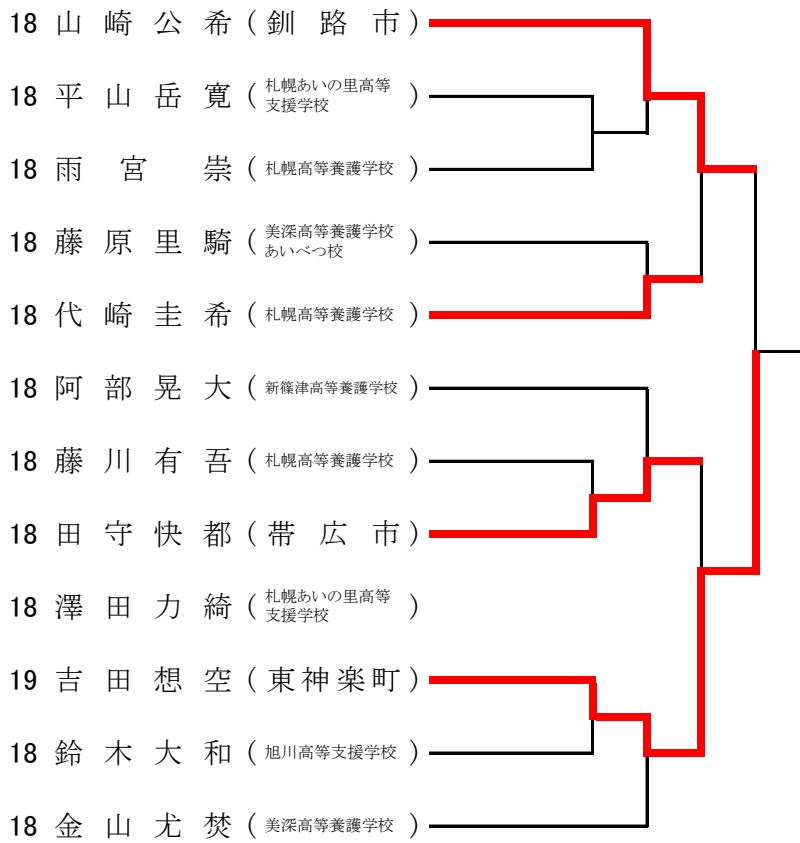 18 山崎公希(釧路市)
18 平山岳寛(札幌あいの里高等
支援学校)
18 雨宮 崇(札幌高等養護学校)
18 藤原里騎(美深高等養護学校
あいべつ校)
18 代崎圭希(札幌高等養護学校)
18 阿部晃大(新篠津高等養護学校)
18 藤川有吾(札幌高等養護学校)
18 田守快都(帯広市)
18 澤田力綺(札幌あいの里高等
支援学校)
19 吉田想空(東神楽町)
18 鈴木大和(旭川高等支援学校)
18 金山尤焚(美深高等養護学校)